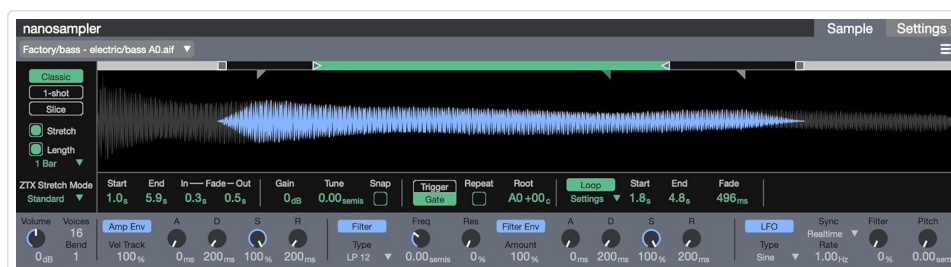 nanosampler Sample Settings
Factory/bass - electric/bass A0.aif
Classic
1-shot
Slice
Stretch
Length
1 Bar
ZTX Stretch Mode Start End In—Fade—Out Gain Tune Snap Trigger Repeat Root Loop Start End Fade
Standard 1.0s 5.9s 0.3s 0.5s 0dB 0.00semis Gate A0 +00c Settings 1.8s 4.8s 496ms
Volume Voices Amp Env A D S R Filter Freq Res Filter Env A D S R LFO Sync Filter Pitch
16 Realtime
Bend Vel Track Type Amount Type Rate
0dB 1 100% 0ms 200ms 100% 200ms LP 12 0.00semis 0% 100% 0ms 200ms 100% 200ms Sine 1.00Hz 0% 0.00sem